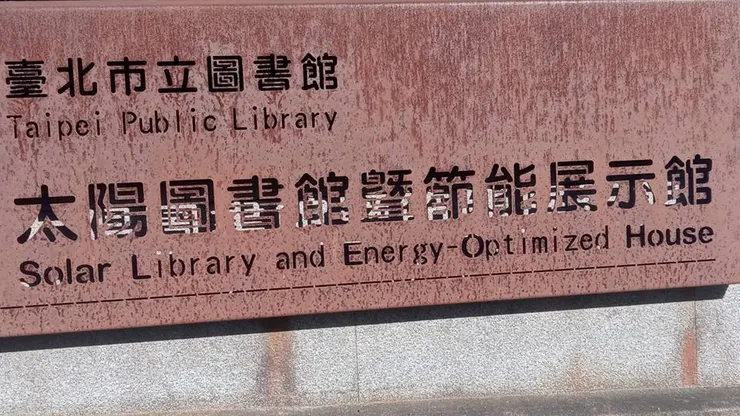 臺北市立圖書館
Taipei Public Library
太陽圖書館暨節能展示館
Solar Library and Energy-Optimized House